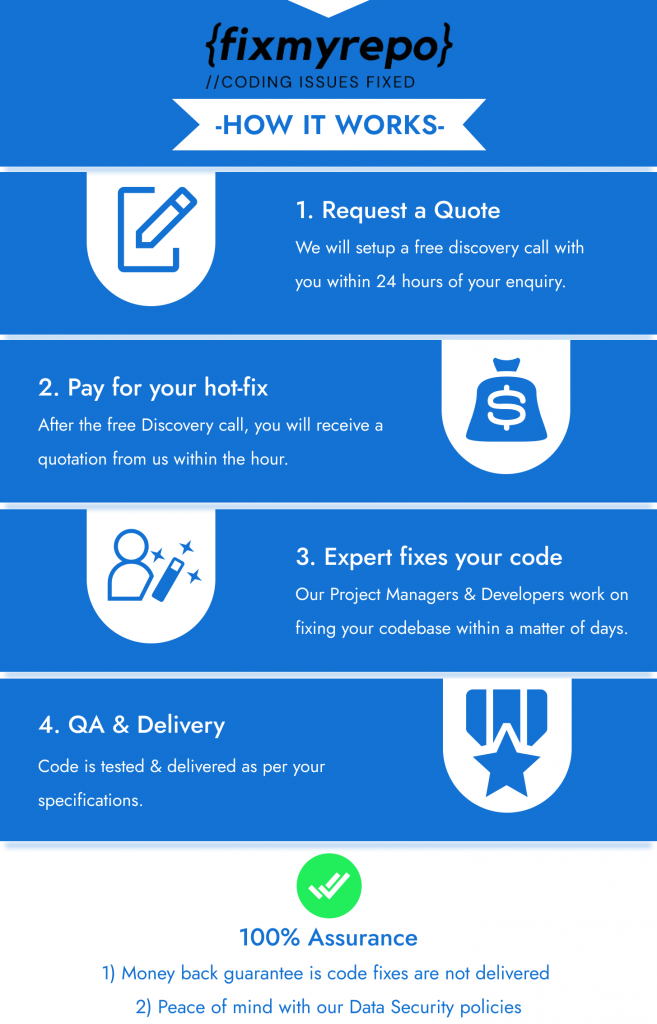 {fixmyrepo}
//CODING ISSUES FIXED
-HOW IT WORKS-
1. Request a Quote
We will setup a free discovery call with
you within 24 hours of your enquiry.
2. Pay for your hot-fix
After the free Discovery call, you will receive a
quotation from us within the hour.
$
3. Expert fixes your code
Our Project Managers & Developers work on
fixing your codebase within a matter of days.
4. QA & Delivery
Code is tested & delivered as per your
specifications.
100% Assurance
1) Money back guarantee is code fixes are not delivered
2) Peace of mind with our Data Security policies